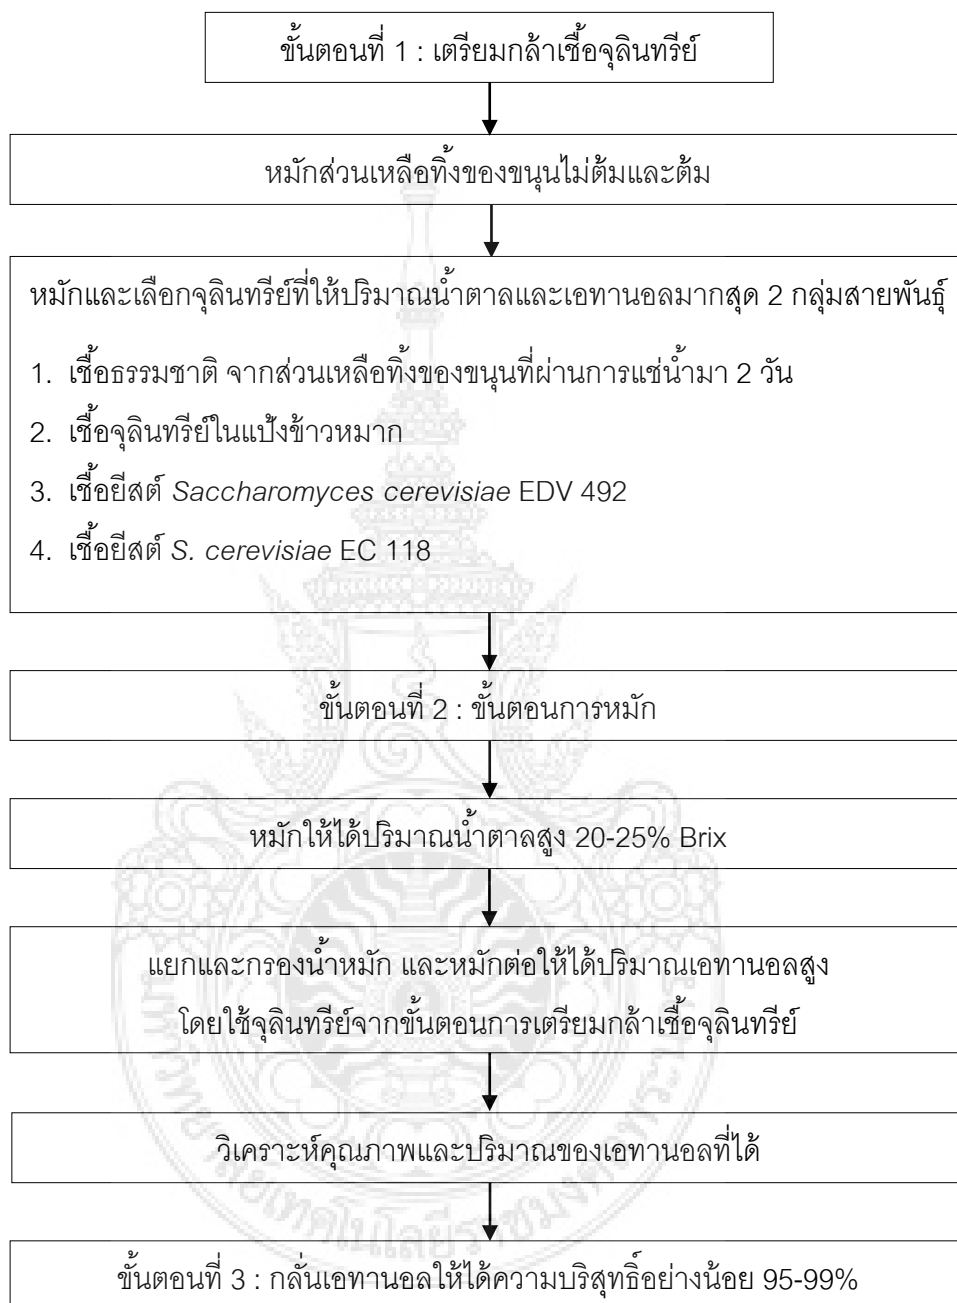 ขั้นตอนที่ 1 : เตรียมกล้าเชื้อจุลินทรีย์
หมักส่วนเหลือทิ้งของขนุนไม่ต้มและต้ม
หมักและเลือกจุลินทรีย์ที่ให้ปริมาณน้ำตาลและเอทานอลมากสุด 2 กลุ่มสายพันธุ์
1. เชื้อธรรมชาติ จากส่วนเหลือทิ้งของขนุนที่ผ่านการแช่น้ำมา 2 วัน
2. เชื้อจุลินทรีย์ในแป้งข้าวหมาก
3. เชื้อยีสต์ Saccharomyces cerevisiae EDV 492
4. เชื้อยีสต์ S. cerevisiae EC 118
ขั้นตอนที่ 2 : ขั้นตอนการหมัก
หมักให้ได้ปริมาณน้ำตาลสูง 20-25% Brix
แยกและกรองน้ำหมัก และหมักต่อให้ได้ปริมาณเอทานอลสูง
โดยใช้จุลินทรีย์จากขั้นตอนการเตรียมกล้าเชื้อจุลินทรีย์
วิเคราะห์คุณภาพและปริมาณของเอทานอลที่ได้
ขั้นตอนที่ 3 : กลั่นเอทานอลให้ได้ความบริสุทธิ์อย่างน้อย 95-99%